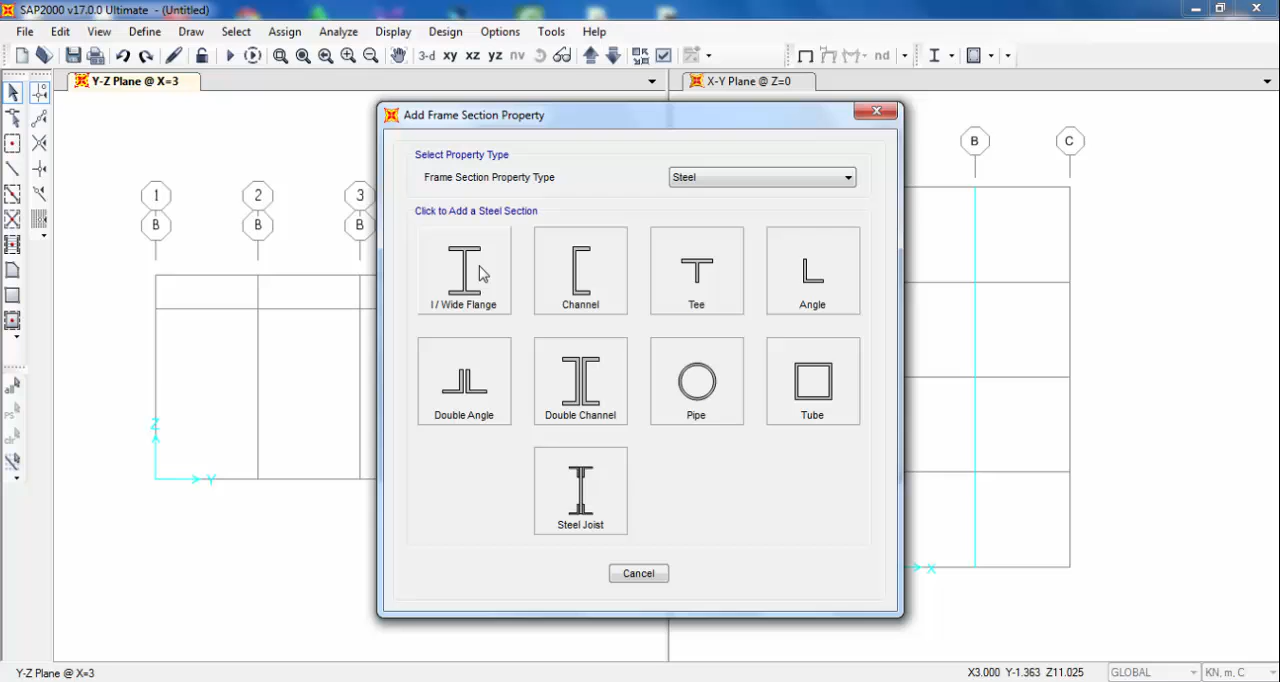 SAP2000 v17.0.0 Ultimate - (Untitled)
File Edit View Define Draw Select Assign Analyze Display Design Options Tools Help
3-d xy xz yz nv nd
Y-Z Plane @ X=3
X-Y Plane @ Z=0
Add Frame Section Property
Select Property Type
Frame Section Property Type Steel
Click to Add a Steel Section
I / Wide Flange Channel Tee Angle
Double Angle Double Channel Pipe Tube
Steel Joist
Cancel
1 2 3
B B B
Z
Y
B C
X
all
ps
clr
Y-Z Plane @ X=3
X3.000 Y-1.363 Z11.025
GLOBAL
KN, m, C